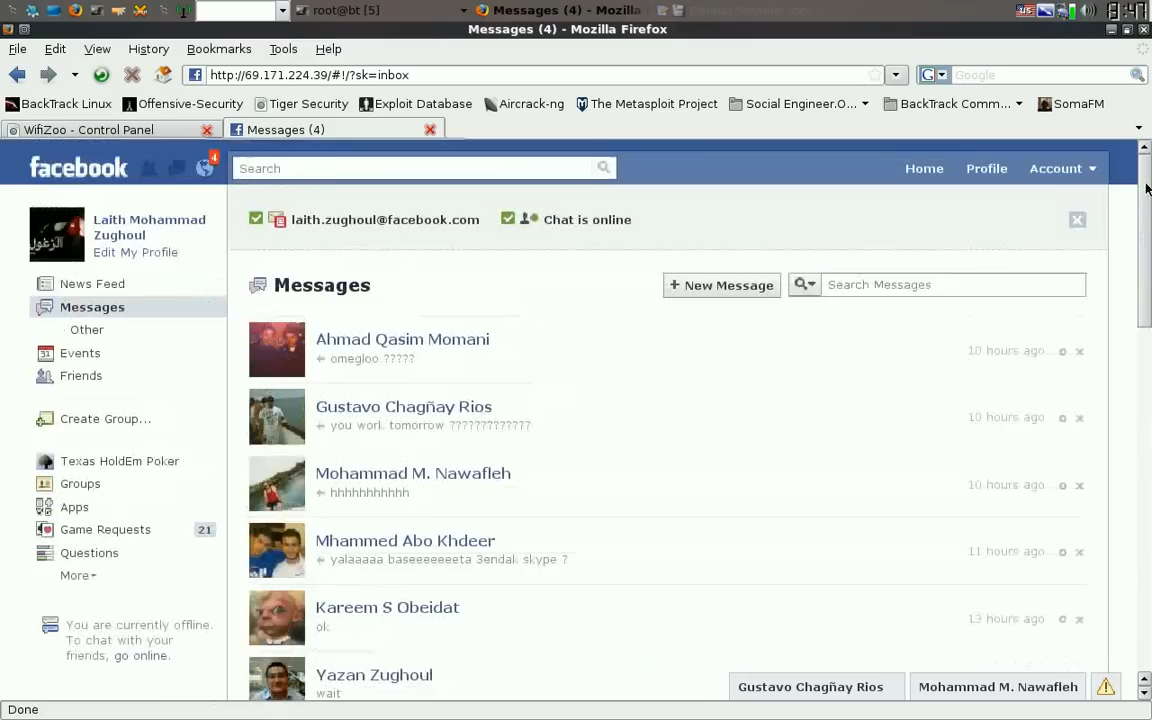 root@bt [5]
Messages (4) - Mozilla
Messages (4) - Mozilla Firefox
File Edit View History Bookmarks Tools Help
http://69.171.224.39/#!/?sk=inbox
Google
BackTrack Linux Offensive-Security Tiger Security Exploit Database Aircrack-ng The Metasploit Project Social Engineer.O... BackTrack Comm... SomaFM
WifiZoo - Control Panel Messages (4)
facebook 4 Search Home Profile Account
Laith Mohammad Zughoul
Edit My Profile
News Feed
Messages
Other
31 Events
Friends
Create Group...
Texas HoldEm Poker
Groups
Apps
Game Requests 21
Questions
More
You are currently offline.
To chat with your
friends, go online.
laith.zughoul@facebook.com Chat is online
Messages + New Message Search Messages
Ahmad Qasim Momani
omegloo ????? 10 hours ago
Gustavo Chagñay Rios
you work tomorrow ????????????? 10 hours ago
Mohammad M. Nawafleh
hhhhhhhhhhh 10 hours ago
Mhammed Abo Khdeer
yalaaaaa baseeeeeeta 3endak skype ? 11 hours ago
Kareem S Obeidat
ok 13 hours ago
Yazan Zughoul
wait
Gustavo Chagñay Rios Mohammad M. Nawafleh
Done